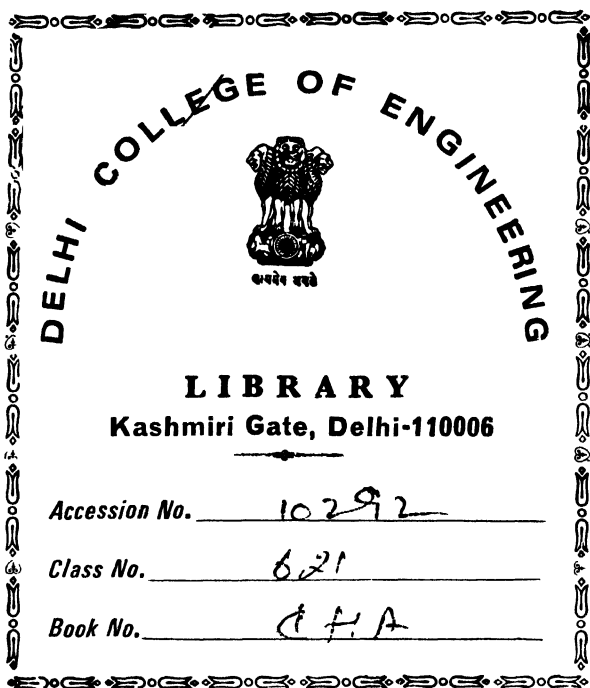 DELHI COLLEGE OF ENGINEERING
सत्यमेव जयते
LIBRARY
Kashmiri Gate, Delhi-110006
Accession No. 10292
Class No. 621
Book No. CHA